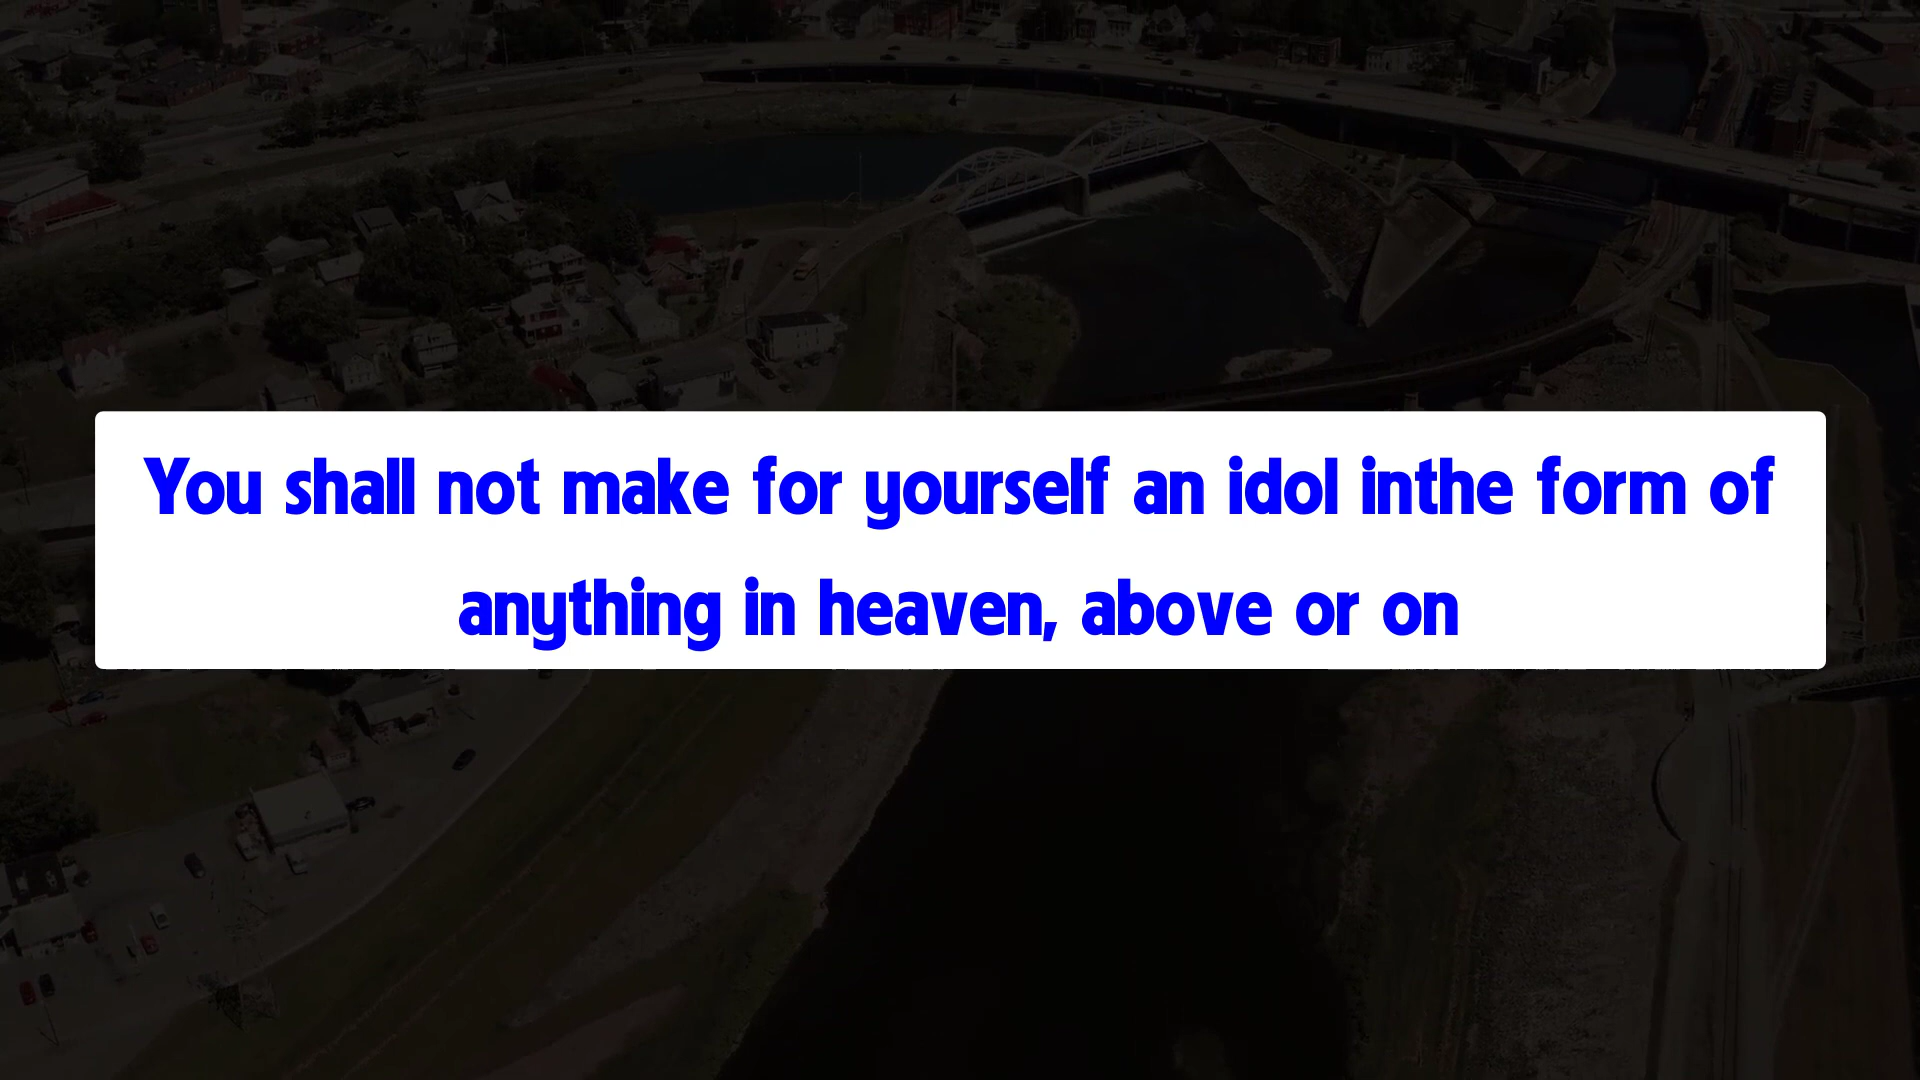 You shall not make for yourself an idol inthe form of
anything in heaven, above or on